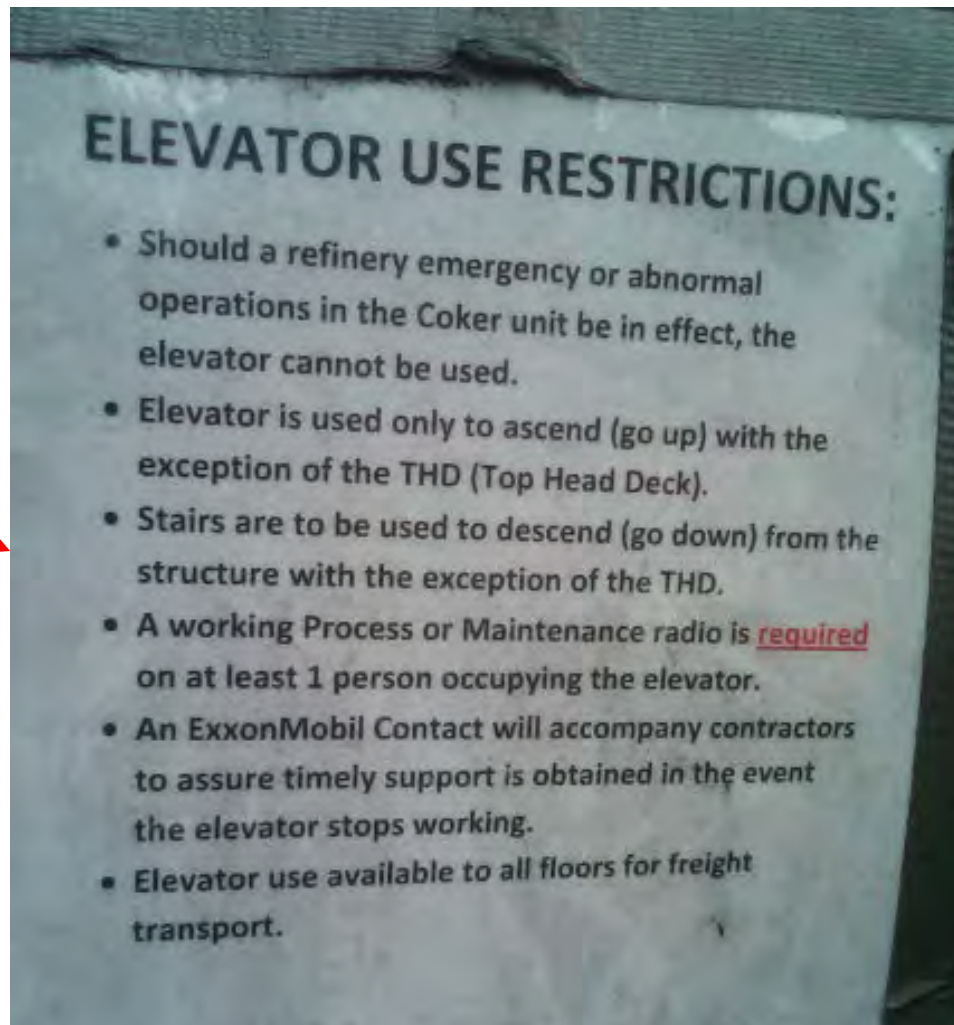 ELEVATOR USE RESTRICTIONS:
• Should a refinery emergency or abnormal
operations in the Coker unit be in effect, the
elevator cannot be used.
• Elevator is used only to ascend (go up) with the
exception of the THD (Top Head Deck).
• Stairs are to be used to descend (go down) from the
structure with the exception of the THD.
• A working Process or Maintenance radio is required
on at least 1 person occupying the elevator.
• An ExxonMobil Contact will accompany contractors
to assure timely support is obtained in the event
the elevator stops working.
• Elevator use available to all floors for freight
transport.